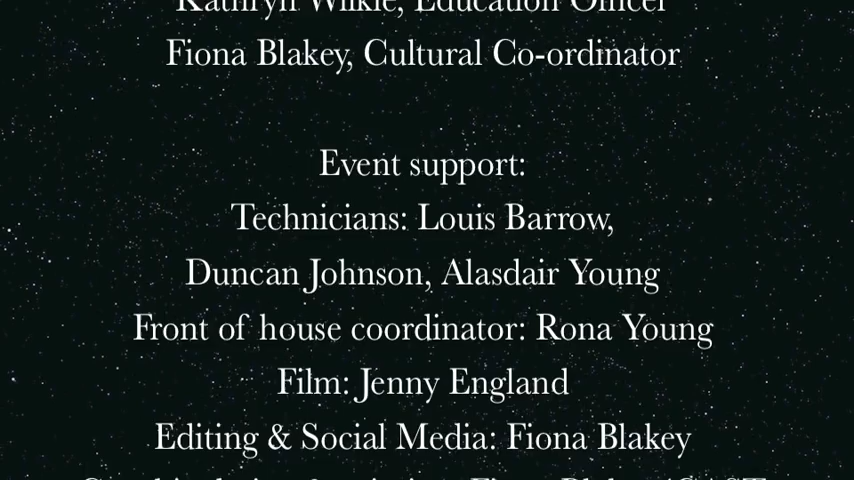 Kathryn Wilkie, Education Officer
Fiona Blakey, Cultural Co-ordinator
Event support:
Technicians: Louis Barrow,
Duncan Johnson, Alasdair Young
Front of house coordinator: Rona Young
Film: Jenny England
Editing & Social Media: Fiona Blakey